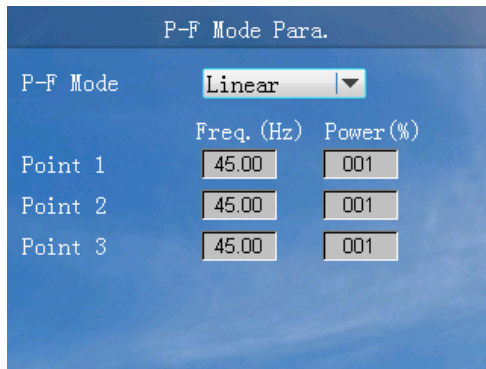 P-F Mode Para.
P-F Mode Linear
Freq.(Hz) Power(%)
Point 1 45.00 001
Point 2 45.00 001
Point 3 45.00 001